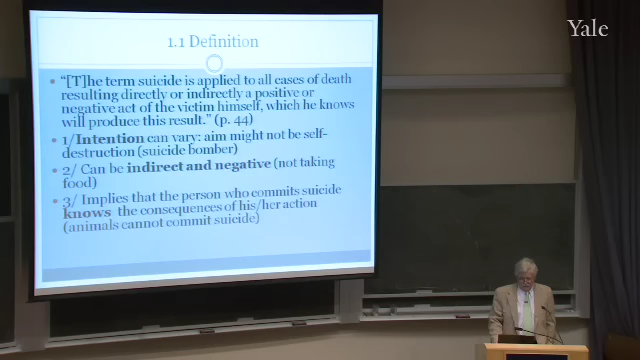 Yale
1.1 Definition
• "[T]he term suicide is applied to all cases of death
resulting directly or indirectly a positive or
negative act of the victim himself, which he knows
will produce this result." (p. 44)
• 1/ Intention can vary: aim might not be self-
destruction (suicide bomber)
• 2/ Can be indirect and negative (not taking
food)
• 3/ Implies that the person who commits suicide
knows the consequences of his/her action
(animals cannot commit suicide)